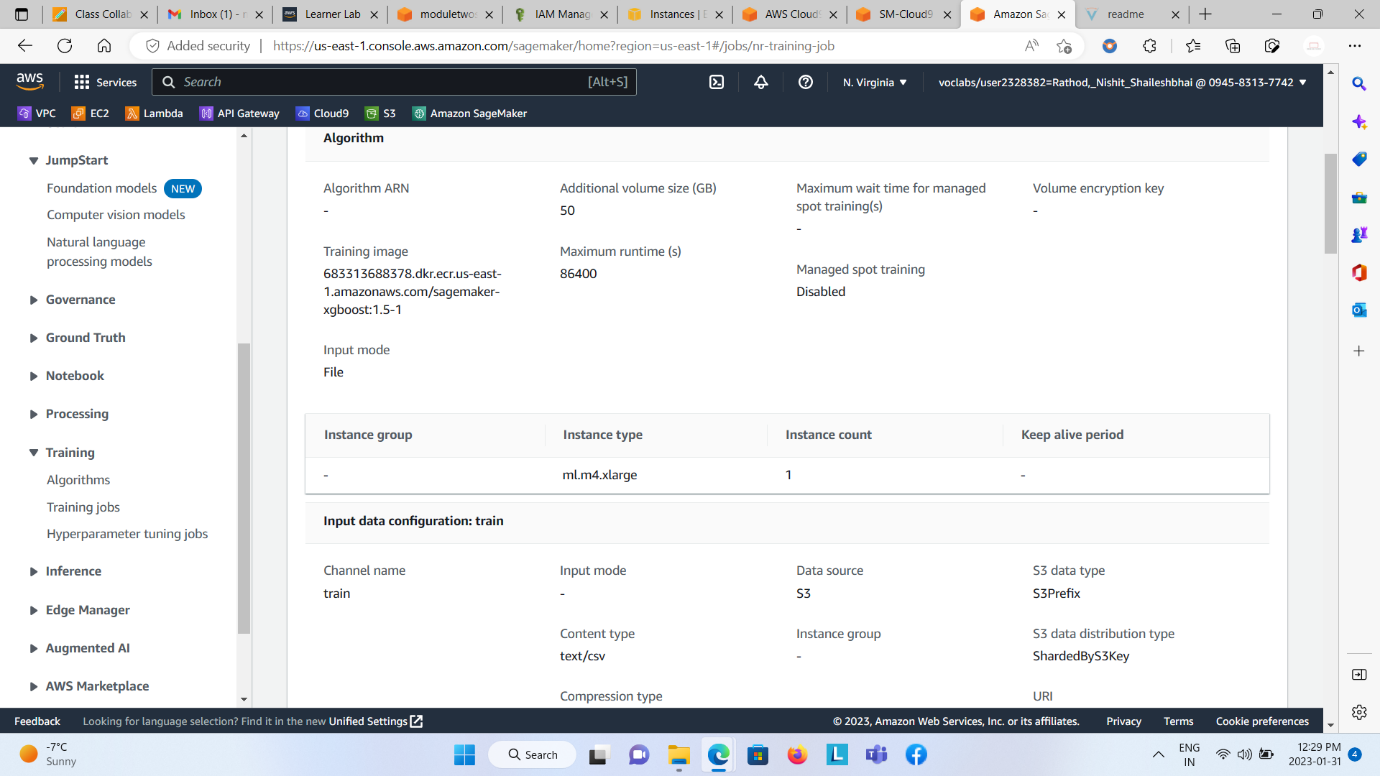 Class Collab
Inbox (1) - r
Learner Lab
moduletwo
IAM Manag
Instances | E
AWS Cloud
SM-Cloud9
Amazon Sa
readme
Added security
https://us-east-1.console.aws.amazon.com/sagemaker/home?region=us-east-1#/jobs/nr-training-job
aws
Services
Search
[Alt+S]
N. Virginia
voclabs/user2328382=Rathod,_Nishit_Shaileshbhai @ 0945-8313-7742
VPC
EC2
Lambda
API Gateway
Cloud9
S3
Amazon SageMaker
JumpStart
Foundation models NEW
Computer vision models
Natural language
processing models
Governance
Ground Truth
Notebook
Processing
Training
Algorithms
Training jobs
Hyperparameter tuning jobs
Inference
Edge Manager
Augmented AI
AWS Marketplace
Algorithm
Algorithm ARN
-
Training image
683313688378.dkr.ecr.us-east-
1.amazonaws.com/sagemaker-
xgboost:1.5-1
Input mode
File
Additional volume size (GB)
50
Maximum runtime (s)
86400
Maximum wait time for managed
spot training(s)
-
Managed spot training
Disabled
Volume encryption key
-
Instance group
Instance type
Instance count
Keep alive period
-
ml.m4.xlarge
1
-
Input data configuration: train
Channel name
train
Input mode
-
Content type
text/csv
Compression type
Data source
S3
Instance group
-
S3 data type
S3Prefix
S3 data distribution type
ShardedByS3Key
URI
Feedback
Looking for language selection? Find it in the new Unified Settings
© 2023, Amazon Web Services, Inc. or its affiliates.
Privacy
Terms
Cookie preferences
-7°C
Sunny
Search
ENG
IN
12:29 PM
2023-01-31
4